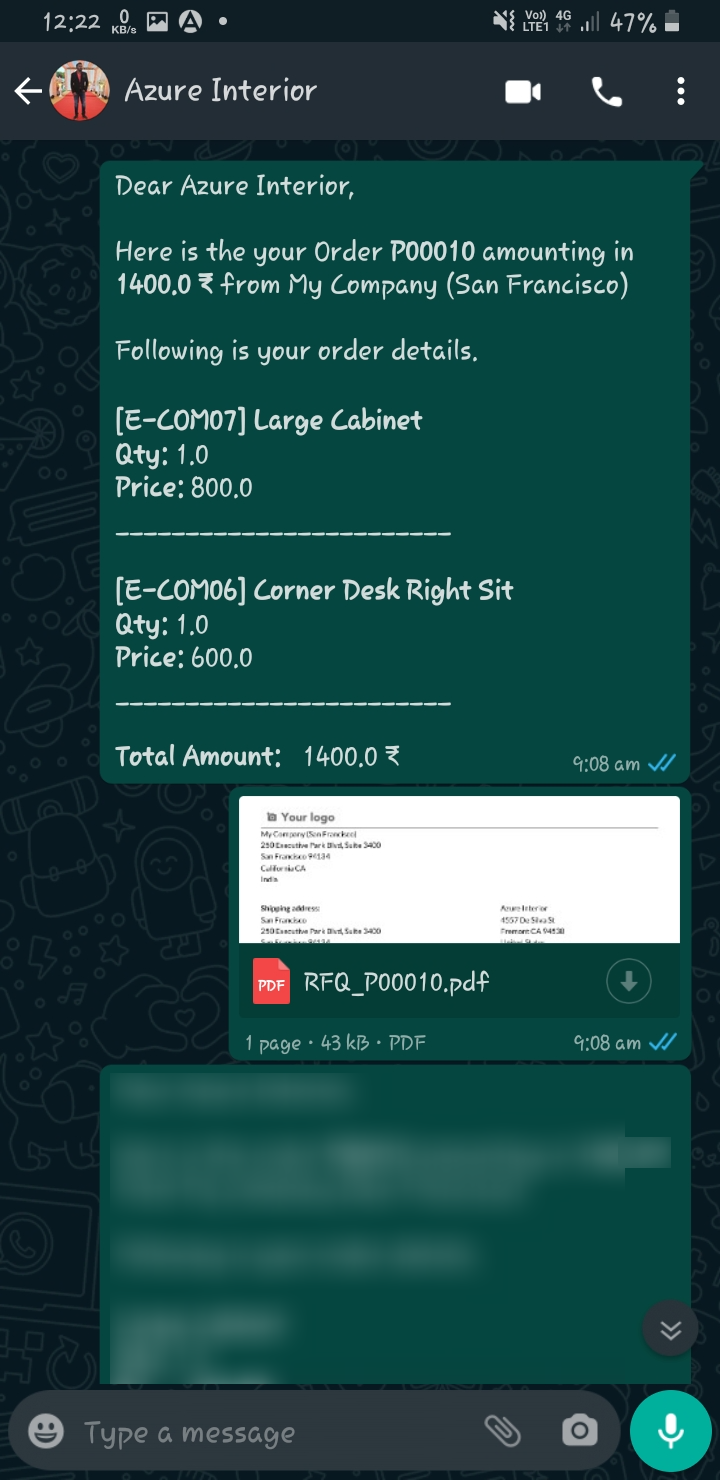 12:22 0 KB/s Vo)) LTE1 4G 47%
Azure Interior
Dear Azure Interior,
Here is the your Order P00010 amounting in
1400.0 ₹ from My Company (San Francisco)
Following is your order details.
[E-COM07] Large Cabinet
Qty: 1.0
Price: 800.0
------------------------
[E-COM06] Corner Desk Right Sit
Qty: 1.0
Price: 600.0
------------------------
Total Amount: 1400.0 ₹
9:08 am
Your logo
My Company (San Francisco)
250 Executive Park Blvd, Suite 3400
San Francisco 94134
California CA
India
Shipping address:
San Francisco
250 Executive Park Blvd, Suite 3400
San Francisco 94134
Azure Interior
4557 De Silva St
Fremont CA 94538
United States
PDF RFQ_P00010.pdf
1 page • 43 kB • PDF 9:08 am
Type a message